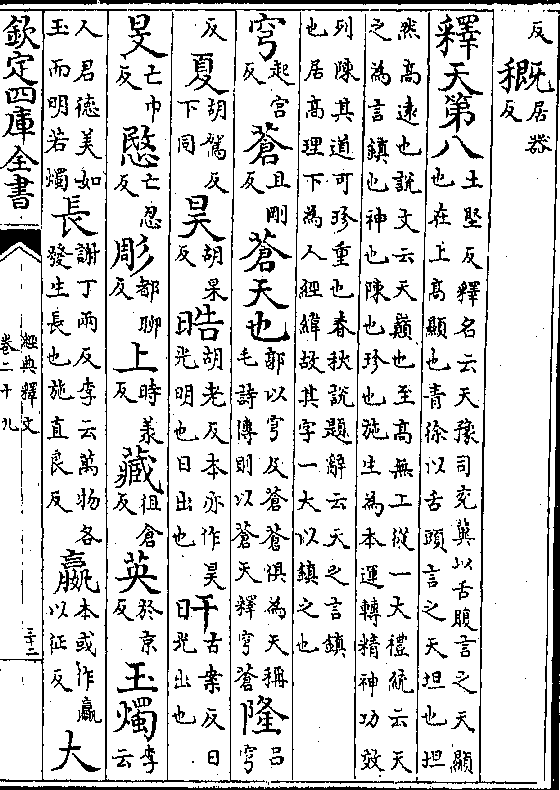 反穊居器反
釋天第八土堅反釋名云天豫司兖冀以舌腹言之天顯也在上高顯也青徐以舌頭言之天坦也坦
然高遠也說文云天巔也至高無上從一大禮統云天之為言鎮也神也陳也珍也施生為本運轉精神功效
列陳其道可珍重也春秋說題辭云天之言鎮也居高理下為人經緯故其字一大以鎮之也
穹起宫反蒼且剛反蒼天也郭以穹及蒼蒼俱為天稱毛詩傳則以蒼天釋穹蒼隆吕穹
反夏胡駕反下同昊胡杲反晧胡老反本亦作昊光明也日出也干古案反日日光出也
旻亡巾反愍亡忍反彫都聊反上時羕反藏徂倉反英於京反玉燭李云
人君德美如玉而明若燭長謝丁兩反李云萬物各發生長也施直良反嬴本或作贏以征反大
欽定四庫全書
經典釋文
卷二十九
三十二